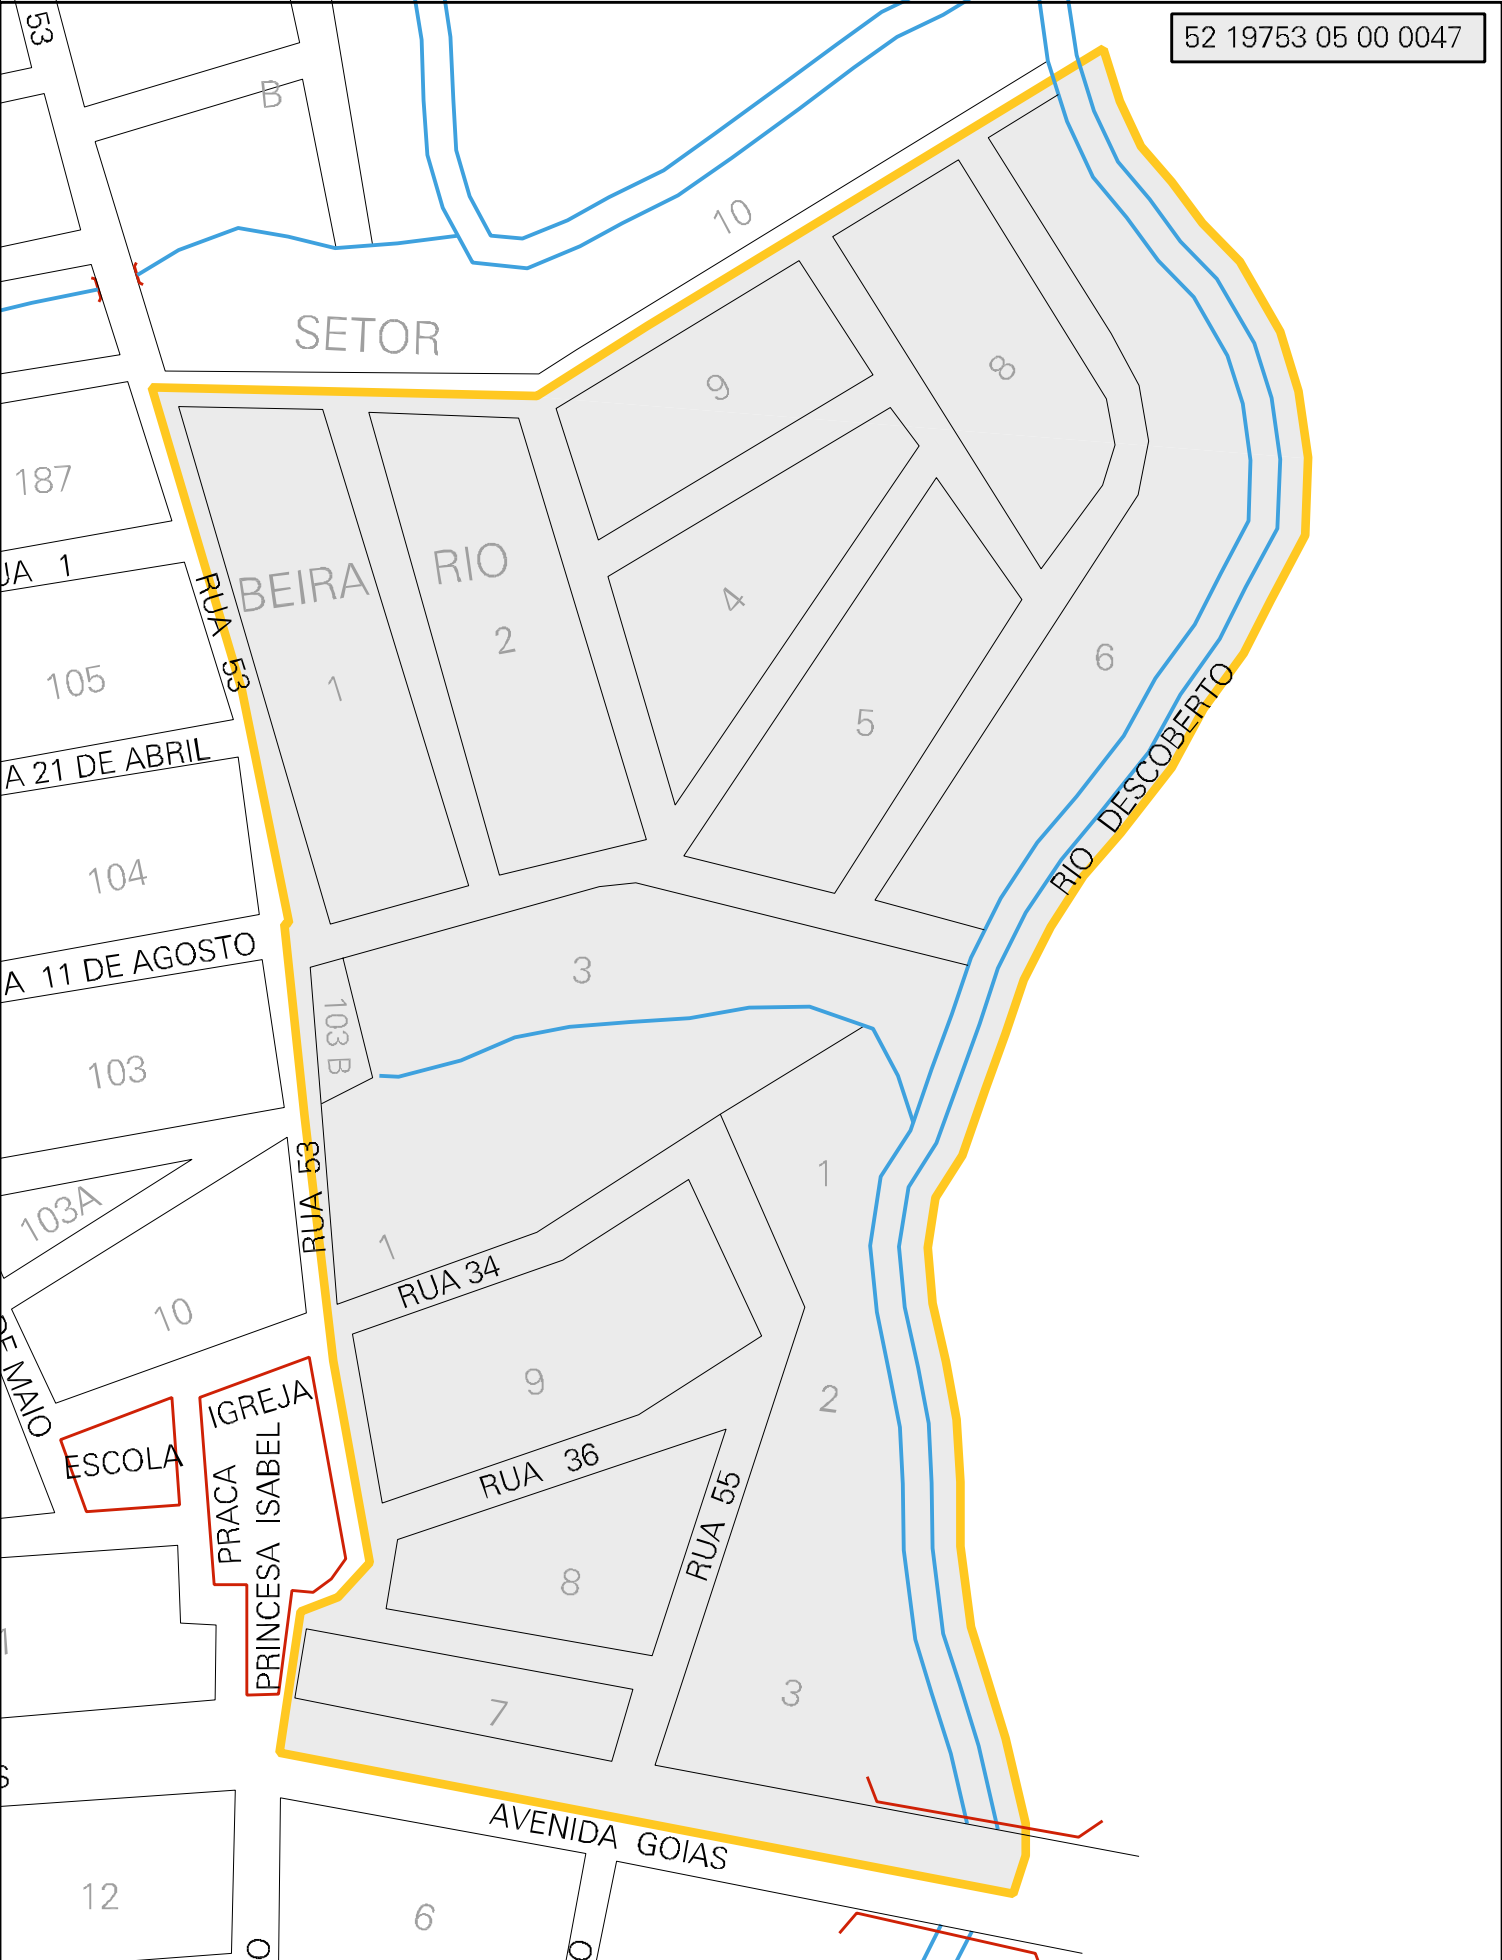 53
52 19753 05 00 0047
B
10
SETOR
9
8
187
UA 1
BEIRA
RIO
RUA 53
4
2
105
1
6
5
A 21 DE ABRIL
RIO DESCOBERTO
104
A 11 DE AGOSTO
3
103 B
103
1
103A
RUA 53
1
RUA 34
10
DE MAIO
9
2
IGREJA
ESCOLA
PRACA
PRINCESA ISABEL
RUA 36
RUA 55
8
1
3
7
S
AVENIDA GOIAS
12
6
O
O